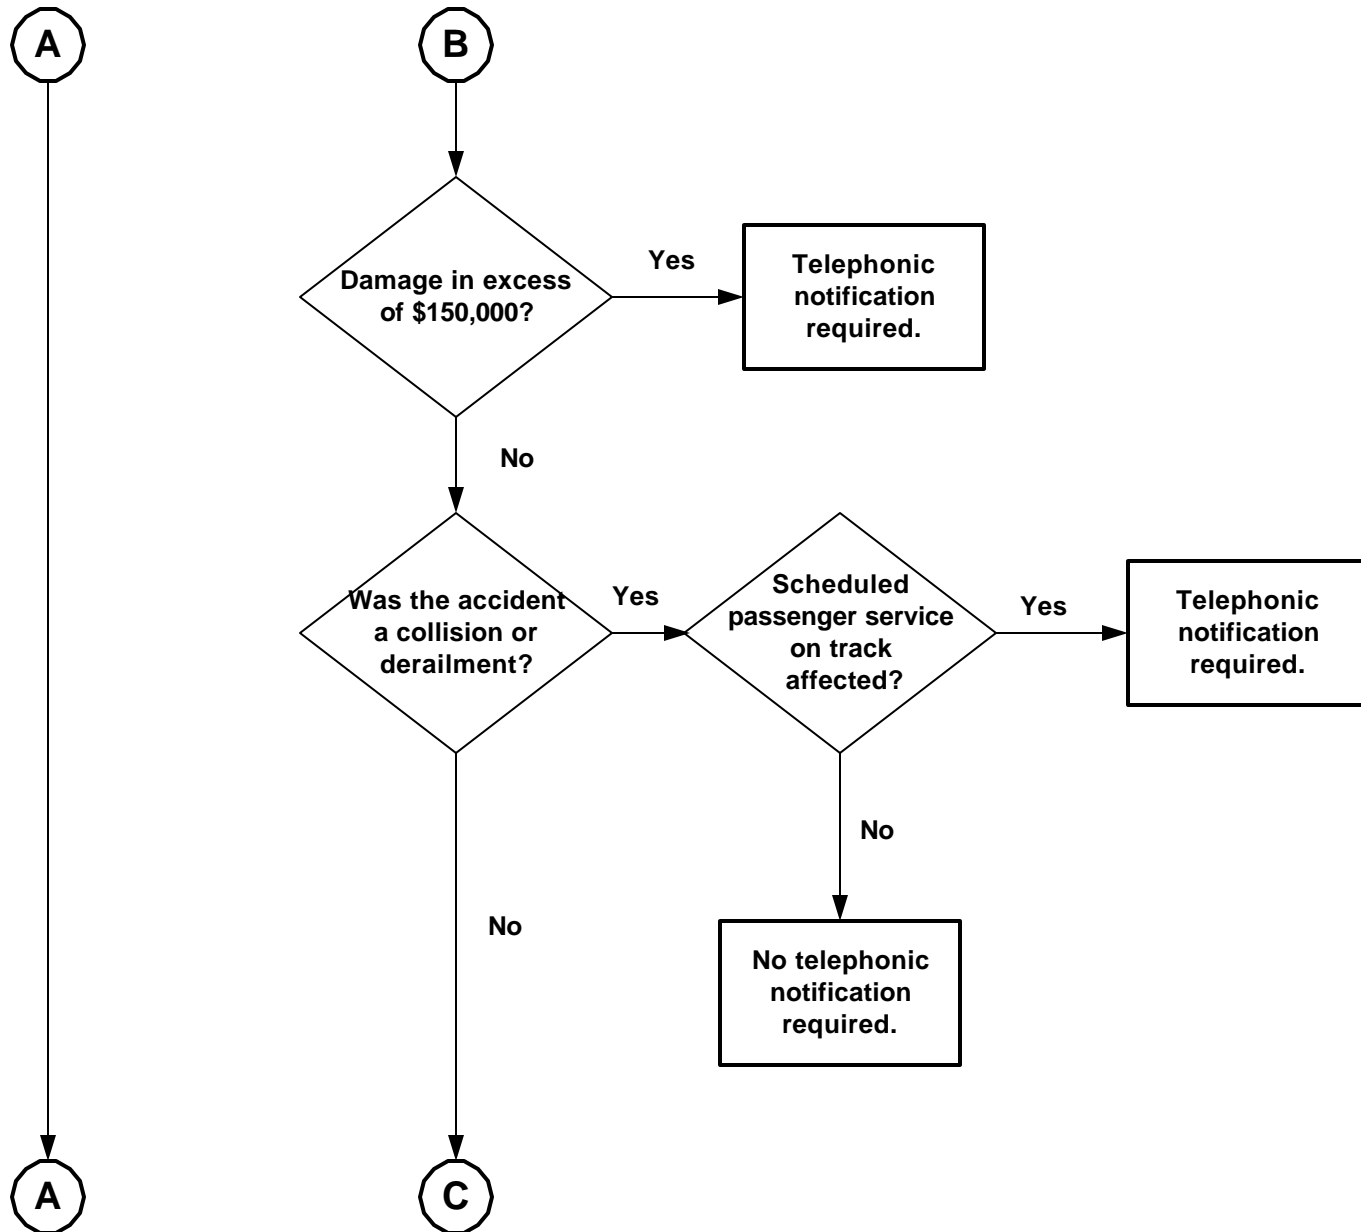 A
B
Damage in excess
of $150,000?
Yes
Telephonic
notification
required.
No
Was the accident
a collision or
derailment?
Yes
Scheduled
passenger service
on track
affected?
Yes
Telephonic
notification
required.
No
No
No telephonic
notification
required.
A
C